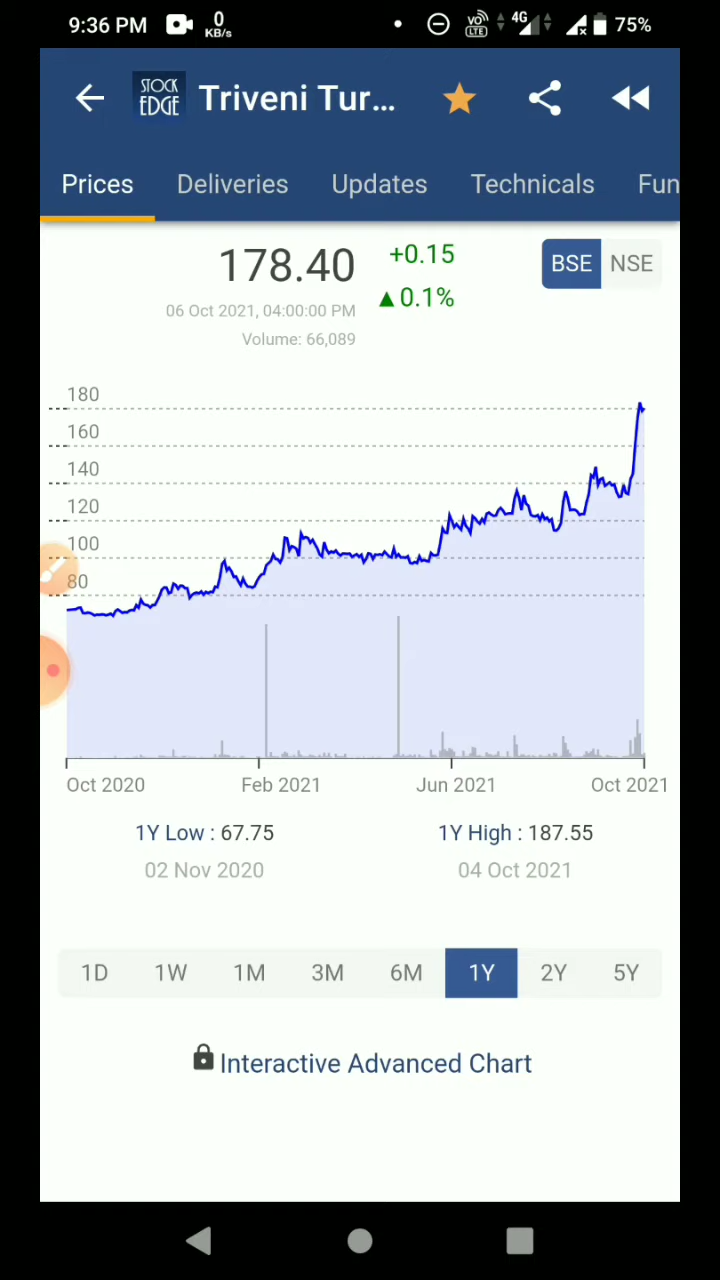 9:36 PM 0 KB/s VO LTE 4G 75%
STOCK EDGE Triveni Tur...
Prices Deliveries Updates Technicals Fun
178.40 +0.15 BSE NSE
▲0.1%
06 Oct 2021, 04:00:00 PM
Volume: 66,089
180
160
140
120
100
80
Oct 2020 Feb 2021 Jun 2021 Oct 2021
1Y Low : 67.75 1Y High : 187.55
02 Nov 2020 04 Oct 2021
1D 1W 1M 3M 6M 1Y 2Y 5Y
Interactive Advanced Chart